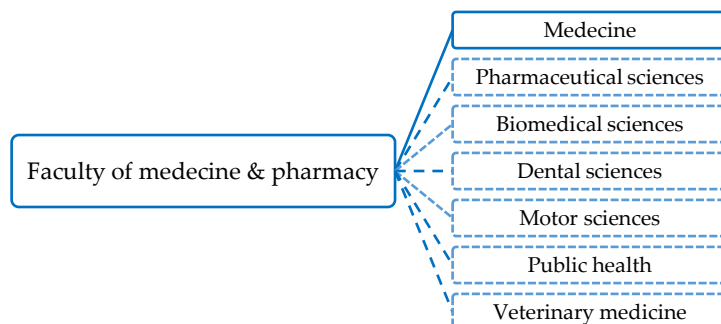 Medecine
Pharmaceutical sciences
Biomedical sciences
Faculty of medecine & pharmacy
Dental sciences
Motor sciences
Public health
Veterinary medicine